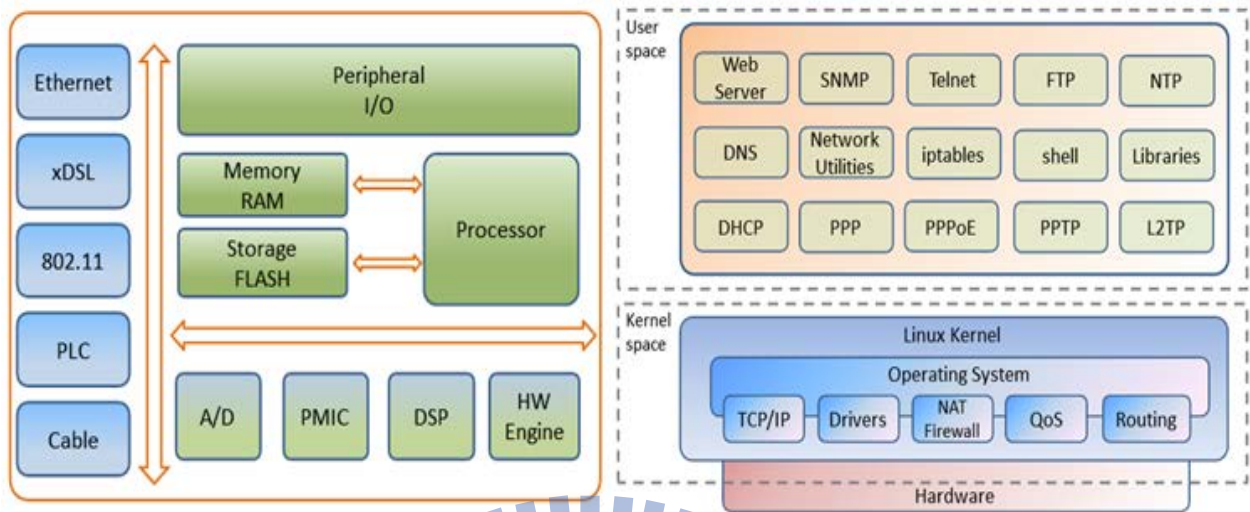 Ethernet
xDSL
802.11
PLC
Cable
Peripheral
I/O
Memory
RAM
Storage
FLASH
Processor
A/D
PMIC
DSP
HW
Engine
User
space
Web
Server
SNMP
Telnet
FTP
NTP
DNS
Network
Utilities
iptables
shell
Libraries
DHCP
PPP
PPPoE
PPTP
L2TP
Kernel
space
Linux Kernel
Operating System
TCP/IP
Drivers
NAT
Firewall
QoS
Routing
Hardware